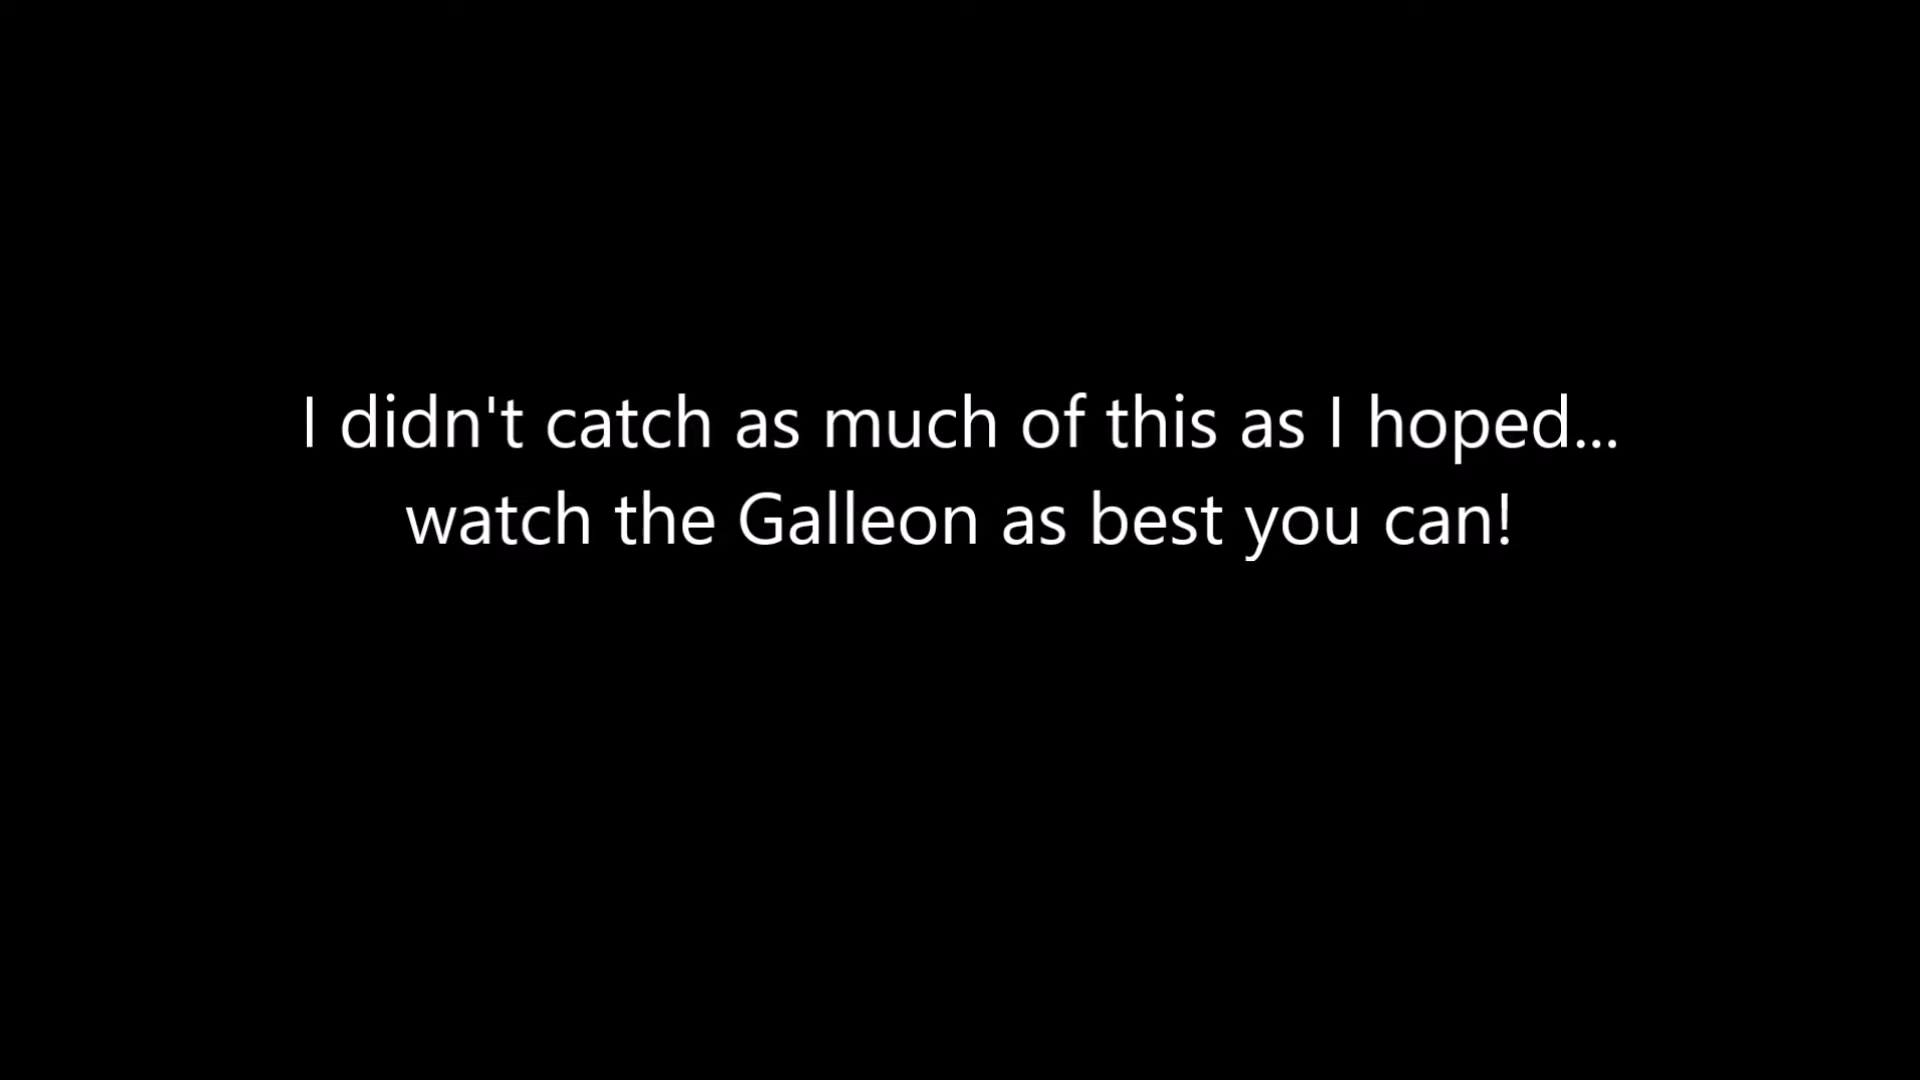 I didn't catch as much of this as I hoped...
watch the Galleon as best you can!